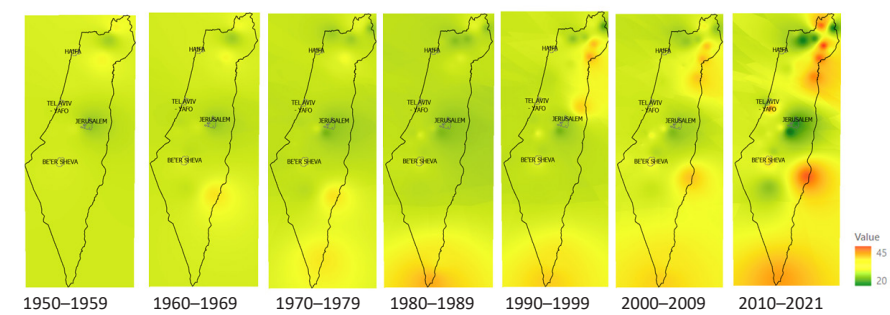 HAIFA
TEL AVIV
- YAFO
JERUSALEM
BE'ER SHEVA
HAIFA
TEL AVIV
- YAFO
JERUSALEM
BE'ER SHEVA
HAIFA
TEL AVIV
- YAFO
JERUSALEM
BE'ER SHEVA
HAIFA
TEL AVIV
- YAFO
JERUSALEM
BE'ER SHEVA
HAIFA
TEL AVIV
- YAFO
JERUSALEM
BE'ER SHEVA
HAIFA
TEL AVIV
- YAFO
JERUSALEM
BE'ER SHEVA
HAIFA
TEL AVIV
- YAFO
JERUSALEM
BE'ER SHEVA
Value
45
20
1950–1959
1960–1969
1970–1979
1980–1989
1990–1999
2000–2009
2010–2021